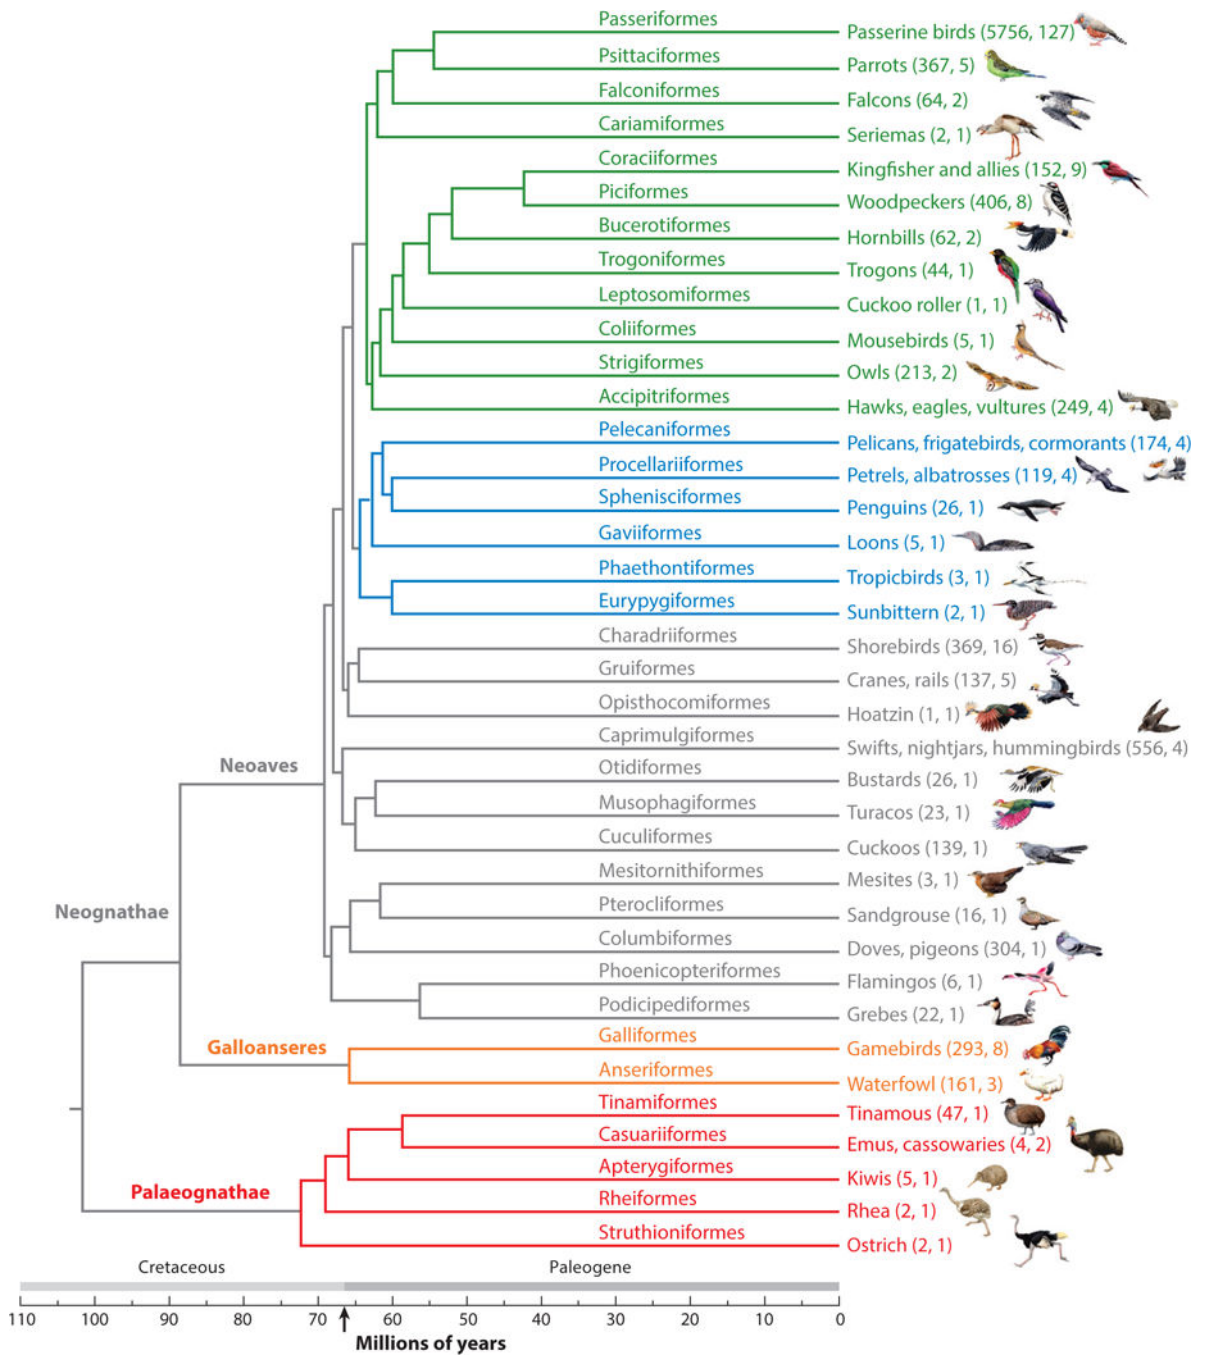 Passeriformes
Passerine birds (5756, 127)
Psittaciformes
Parrots (367, 5)
Falconiformes
Falcons (64, 2)
Cariamiformes
Seriemas (2, 1)
Coraciiformes
Kingfisher and allies (152, 9)
Piciformes
Woodpeckers (406, 8)
Bucerotiformes
Hornbills (62, 2)
Trogoniformes
Trogons (44, 1)
Leptosomiformes
Cuckoo roller (1, 1)
Coliiformes
Mousebirds (5, 1)
Strigiformes
Owls (213, 2)
Accipitriformes
Hawks, eagles, vultures (249, 4)
Pelecaniformes
Pelicans, frigatebirds, cormorants (174, 4)
Procellariiformes
Petrels, albatrosses (119, 4)
Sphenisciformes
Penguins (26, 1)
Gaviiformes
Loons (5, 1)
Phaethontiformes
Tropicbirds (3, 1)
Eurypygiformes
Sunbittern (2, 1)
Charadriiformes
Shorebirds (369, 16)
Gruiformes
Cranes, rails (137, 5)
Opisthocomiformes
Hoatzin (1, 1)
Caprimulgiformes
Swifts, nightjars, hummingbirds (556, 4)
Neoaves
Otidiformes
Bustards (26, 1)
Musophagiformes
Turacos (23, 1)
Cuculiformes
Cuckoos (139, 1)
Mesitornithiformes
Mesites (3, 1)
Neognathae
Pterocliformes
Sandgrouse (16, 1)
Columbiformes
Doves, pigeons (304, 1)
Phoenicopteriformes
Flamingos (6, 1)
Podicipediformes
Grebes (22, 1)
Galloanseres
Galliformes
Gamebirds (293, 8)
Anseriformes
Waterfowl (161, 3)
Tinamiformes
Tinamous (47, 1)
Casuariiformes
Emus, cassowaries (4, 2)
Apterygiformes
Kiwis (5, 1)
Palaeognathae
Rheiformes
Rhea (2, 1)
Struthioniformes
Ostrich (2, 1)
Cretaceous Paleogene
110 100 90 80 70 60 50 40 30 20 10 0
Millions of years